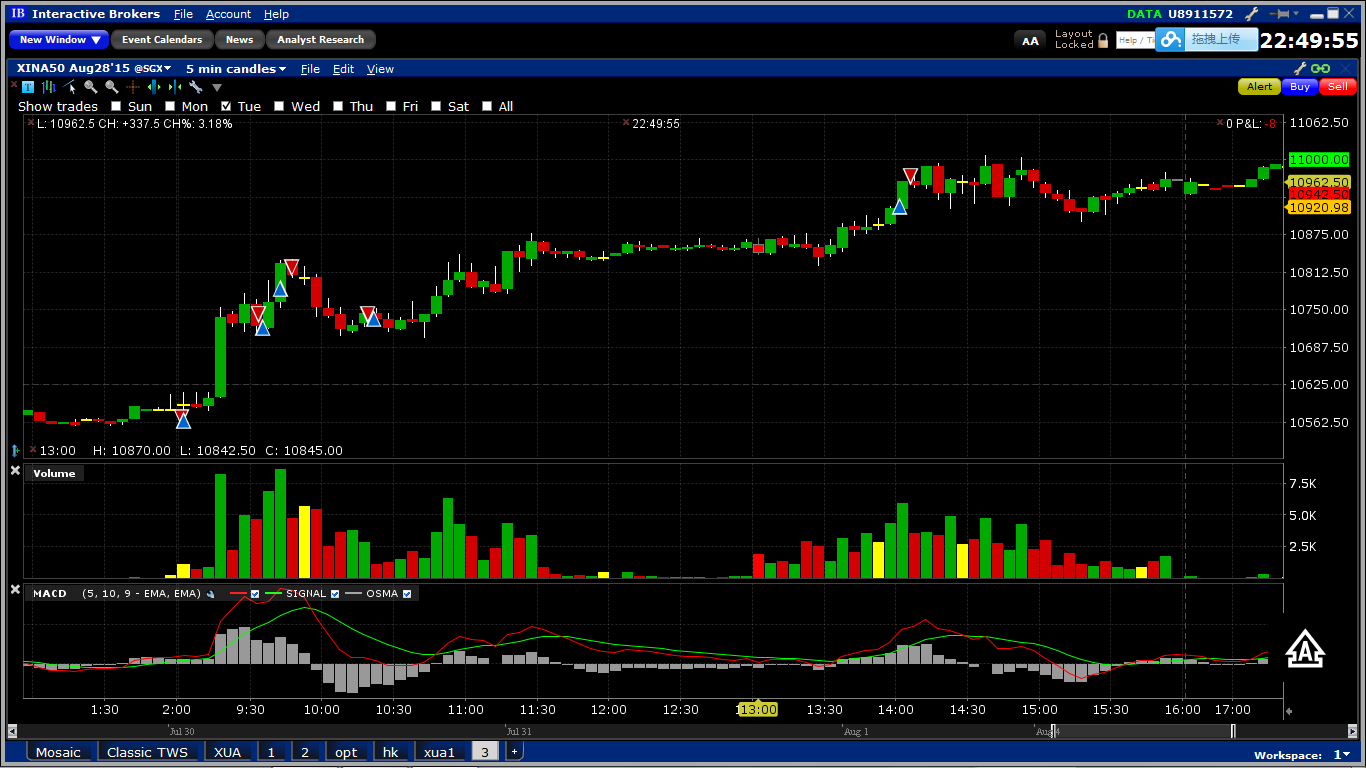 IB Interactive Brokers File Account Help DATA U8911572
New Window ▼ Event Calendars News Analyst Research AA Layout Locked Help / 拖拽上传 22:49:55
XINA50 Aug28'15 @SGX 5 min candles File Edit View
T Alert Buy Sell
Show trades Sun Mon Tue Wed Thu Fri Sat All
L: 10962.5 CH: +337.5 CH%: 3.18% 22:49:55 0 P&L: -8
11062.50
11000.00
10962.50
10942.50
10920.98
10875.00
10812.50
10750.00
10687.50
10625.00
10562.50
13:00 H: 10870.00 L: 10842.50 C: 10845.00
Volume
7.5K
5.0K
2.5K
MACD (5, 10, 9 - EMA, EMA) SIGNAL OSMA
A
1:30 2:00 9:30 10:00 10:30 11:00 11:30 12:00 12:30 13:00 13:30 14:00 14:30 15:00 15:30 16:00 17:00
Jul 30 Jul 31 Aug 1 Aug 4
Mosaic Classic TWS XUA 1 2 opt hk xua1 3 +
Workspace: 1